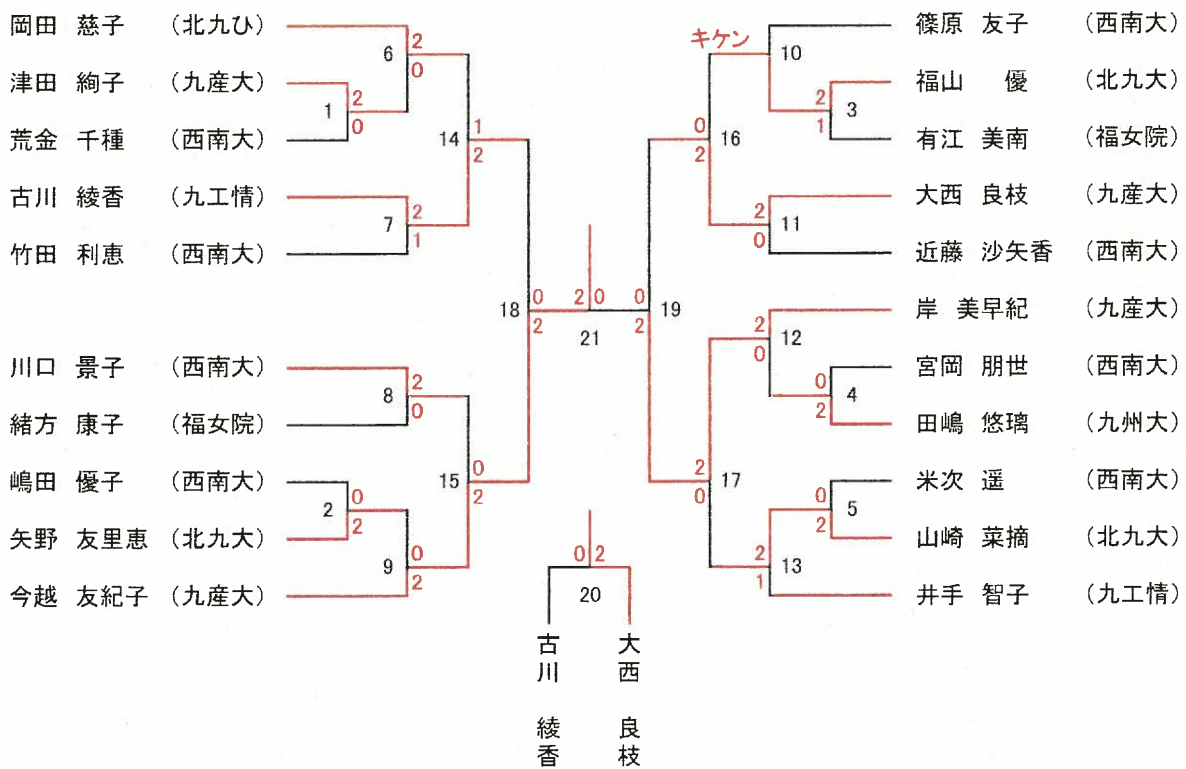 岡田 慈子 (北九ひ)
津田 絢子 (九産大)
荒金 千種 (西南大)
古川 綾香 (九工情)
竹田 利恵 (西南大)
川口 景子 (西南大)
緒方 康子 (福女院)
嶋田 優子 (西南大)
矢野 友里恵 (北九大)
今越 友紀子 (九産大)
6 2 0
1 2 0
14 1 2
7 2 1
18 0 2
8 2 0
15 0 2
2 0 2
9 0 2
2 0
21
0 2
20
古川 綾香
大西 良枝
キケン
10
2 1 3
0 2 16
2 0 11
0 2 19
2 0 12
0 2 4
2 0 17
0 2 5
2 1 13
篠原 友子 (西南大)
福山 優 (北九大)
有江 美南 (福女院)
大西 良枝 (九産大)
近藤 沙矢香 (西南大)
岸 美早紀 (九産大)
宮岡 朋世 (西南大)
田嶋 悠璃 (九州大)
米次 遥 (西南大)
山崎 菜摘 (北九大)
井手 智子 (九工情)